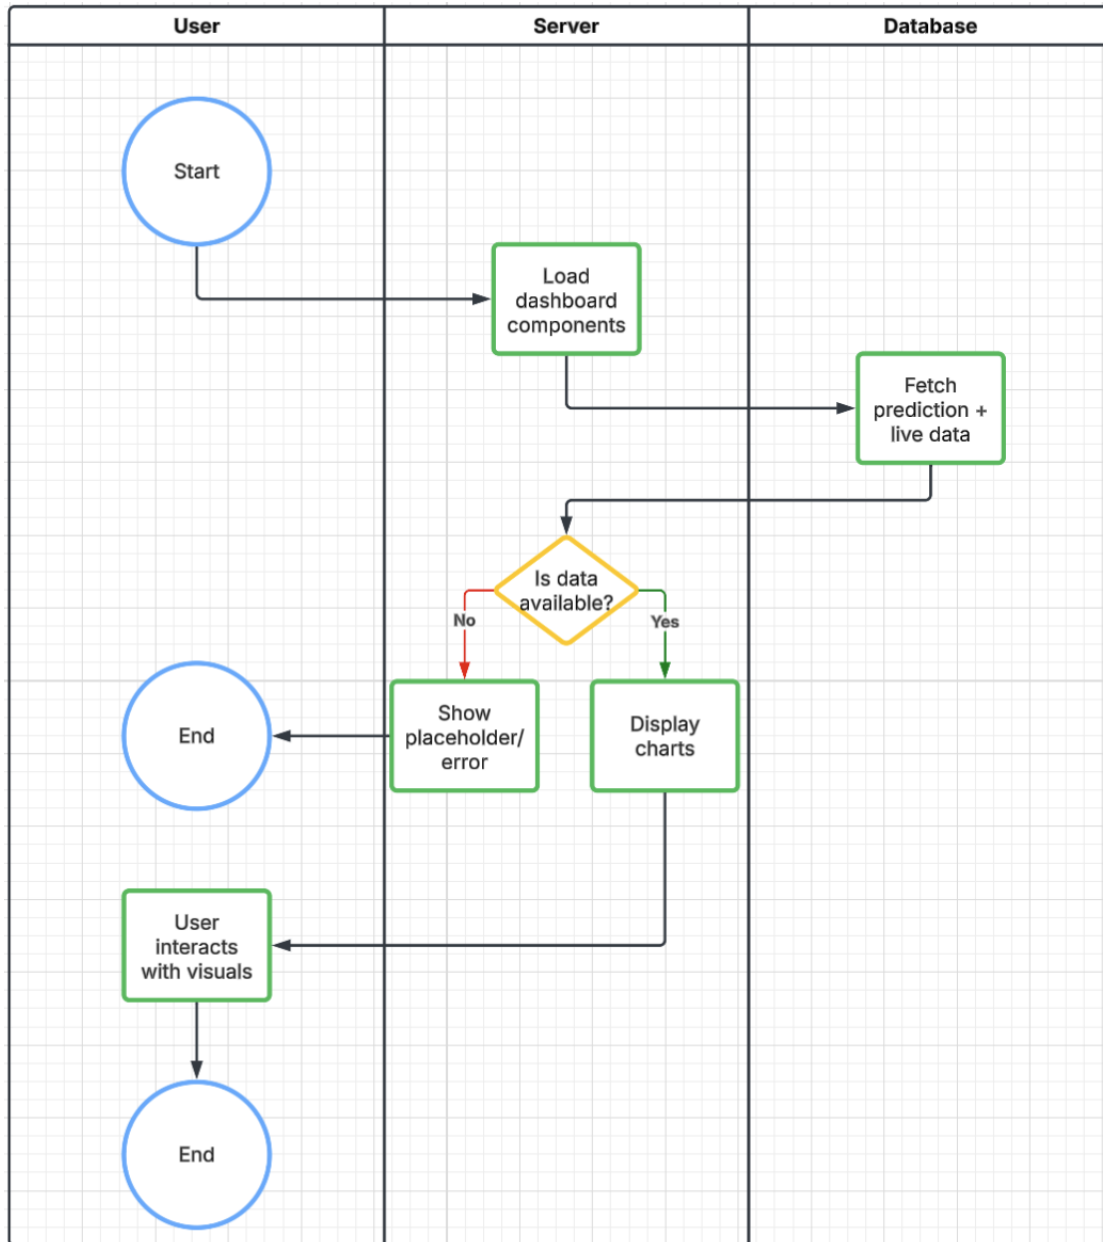 User
Server
Database
Start
Load
dashboard
components
Fetch
prediction +
live data
Is data
available?
No
Yes
End
Show
placeholder/
error
Display
charts
User
interacts
with visuals
End